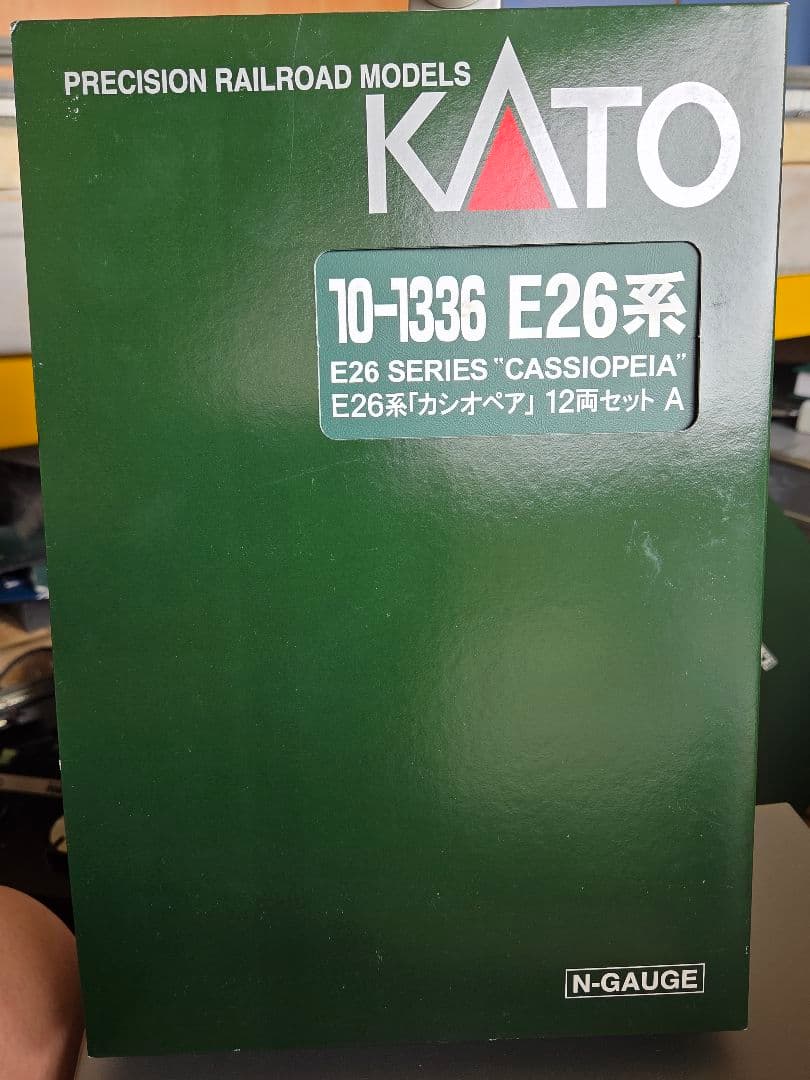 PRECISION RAILROAD MODELS
KATO
10-1336 E26系
E26 SERIES "CASSIOPEIA"
E26系「カシオペア」 12両セット A
N-GAUGE